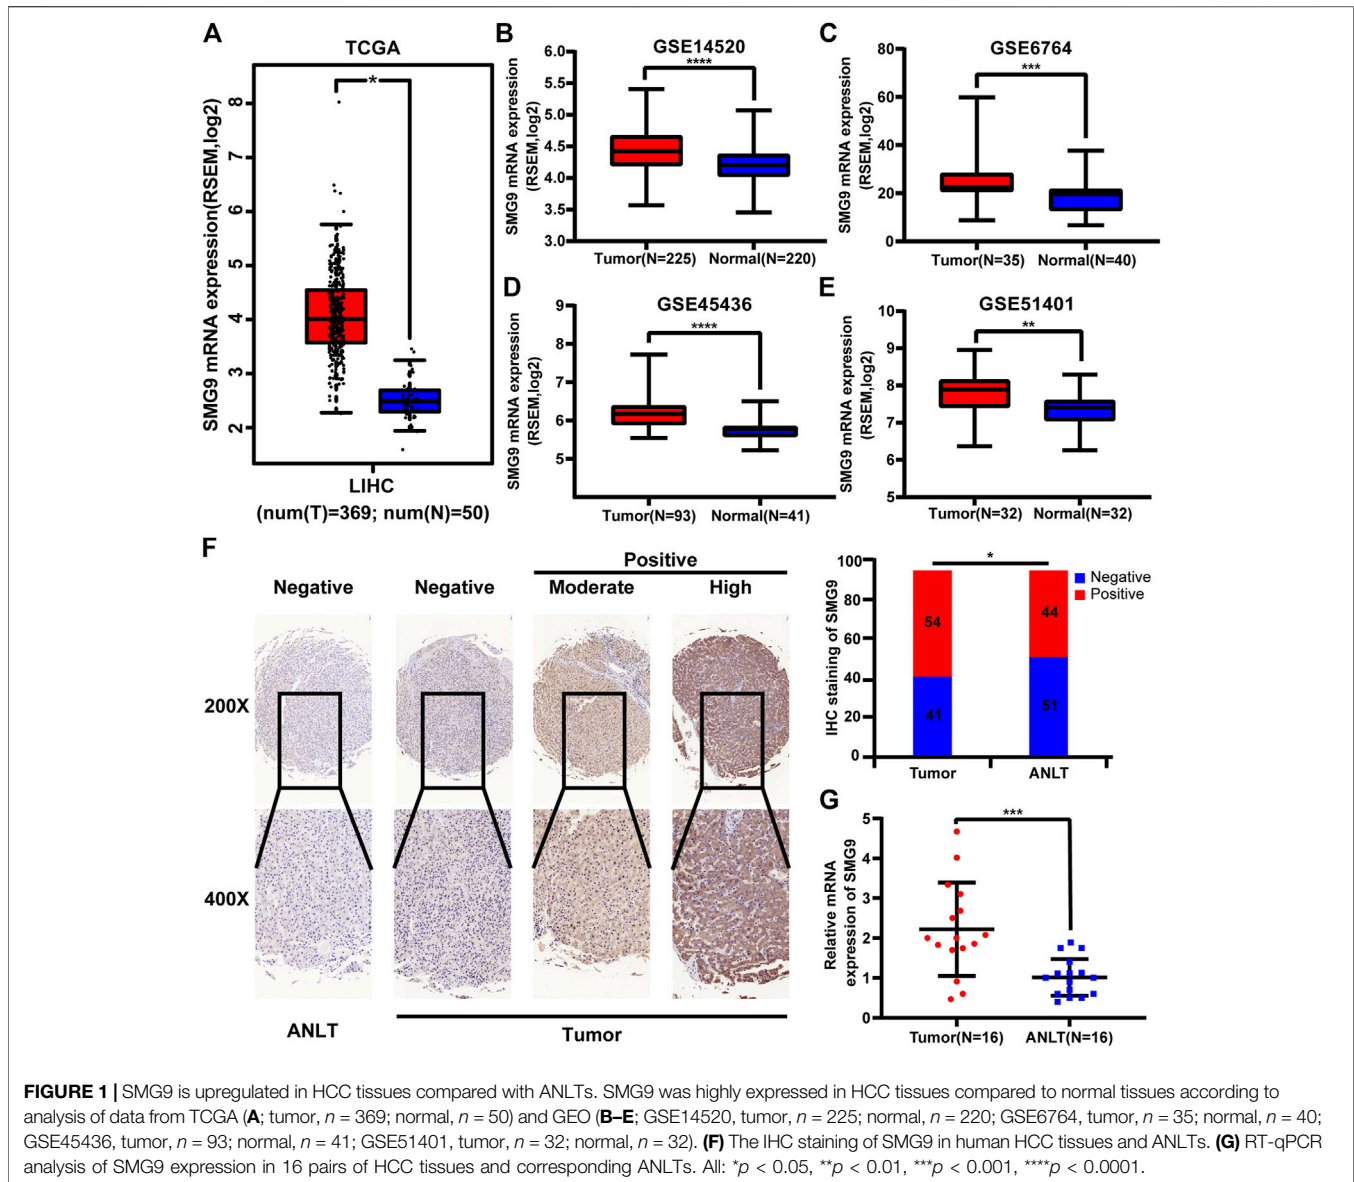 A
TCGA
SMG9 mRNA expression(RSEM,log2)
8
7
6
5
4
3
2
*
LIHC
(num(T)=369; num(N)=50)
B
GSE14520
SMG9 mRNA expression
(RSEM,log2)
6.0
5.5
5.0
4.5
4.0
3.5
3.0
****
Tumor(N=225) Normal(N=220)
C
GSE6764
SMG9 mRNA expression
(RSEM,log2)
80
60
40
20
0
***
Tumor(N=35) Normal(N=40)
D
GSE45436
SMG9 mRNA expression
(RSEM,log2)
9
8
7
6
5
****
Tumor(N=93) Normal(N=41)
E
GSE51401
SMG9 mRNA expression
(RSEM,log2)
10
9
8
7
6
5
**
Tumor(N=32) Normal(N=32)
F
Positive
Negative Negative Moderate High
200X
400X
ANLT Tumor
IHC staining of SMG9
100
80
60
40
20
0
*
54
41
44
51
Tumor ANLT
Negative
Positive
G
Relative mRNA
expression of SMG9
5
4
3
2
1
0
***
Tumor(N=16) ANLT(N=16)
FIGURE 1 | SMG9 is upregulated in HCC tissues compared with ANLTs. SMG9 was highly expressed in HCC tissues compared to normal tissues according to
analysis of data from TCGA (A; tumor, n = 369; normal, n = 50) and GEO (B–E; GSE14520, tumor, n = 225; normal, n = 220; GSE6764, tumor, n = 35; normal, n = 40;
GSE45436, tumor, n = 93; normal, n = 41; GSE51401, tumor, n = 32; normal, n = 32). (F) The IHC staining of SMG9 in human HCC tissues and ANLTs. (G) RT-qPCR
analysis of SMG9 expression in 16 pairs of HCC tissues and corresponding ANLTs. All: *p < 0.05, **p < 0.01, ***p < 0.001, ****p < 0.0001.